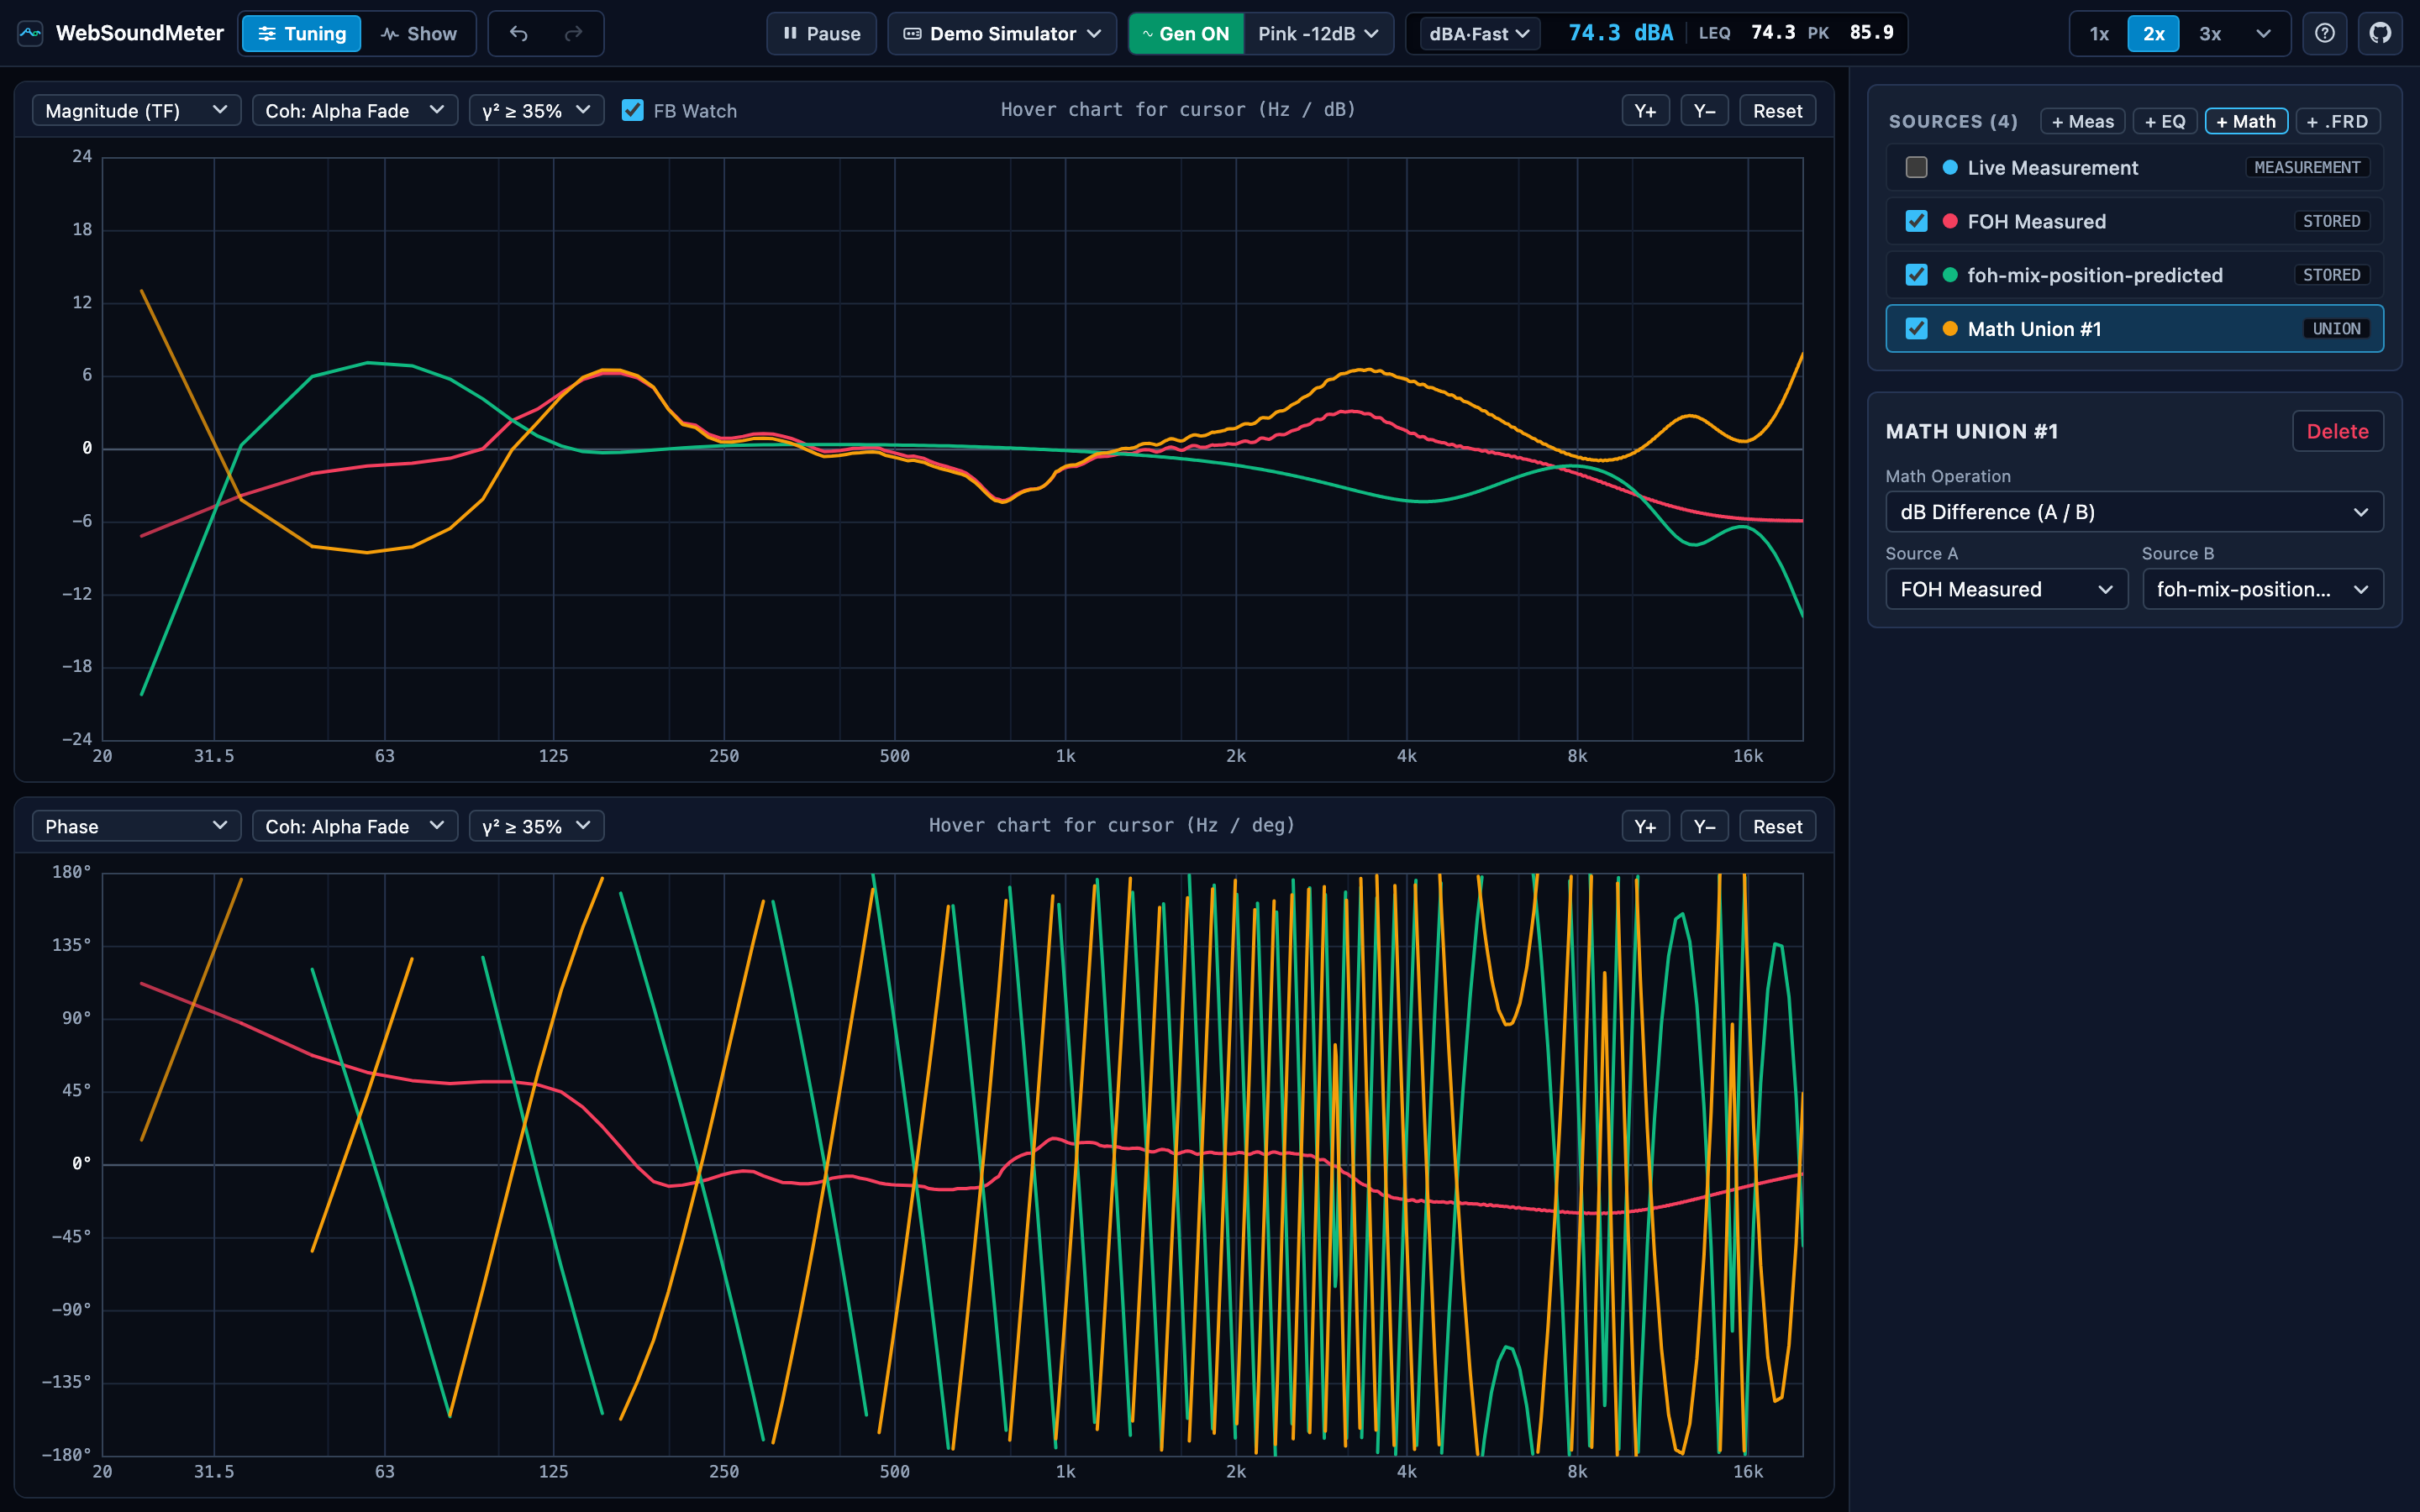 WebSoundMeter Tuning Show Pause Demo Simulator ~ Gen ON Pink -12dB dBA·Fast 74.3 dBA LEQ 74.3 PK 85.9 1x 2x 3x
Magnitude (TF) Coh: Alpha Fade γ² ≥ 35% FB Watch Hover chart for cursor (Hz / dB) Y+ Y− Reset
24
18
12
6
0
−6
−12
−18
−24
20 31.5 63 125 250 500 1k 2k 4k 8k 16k
Phase Coh: Alpha Fade γ² ≥ 35% Hover chart for cursor (Hz / deg) Y+ Y− Reset
180°
135°
90°
45°
0°
−45°
−90°
−135°
−180°
20 31.5 63 125 250 500 1k 2k 4k 8k 16k
SOURCES (4) + Meas + EQ + Math + .FRD
Live Measurement MEASUREMENT
FOH Measured STORED
foh-mix-position-predicted STORED
Math Union #1 UNION
MATH UNION #1 Delete
Math Operation
dB Difference (A / B)
Source A Source B
FOH Measured foh-mix-position...